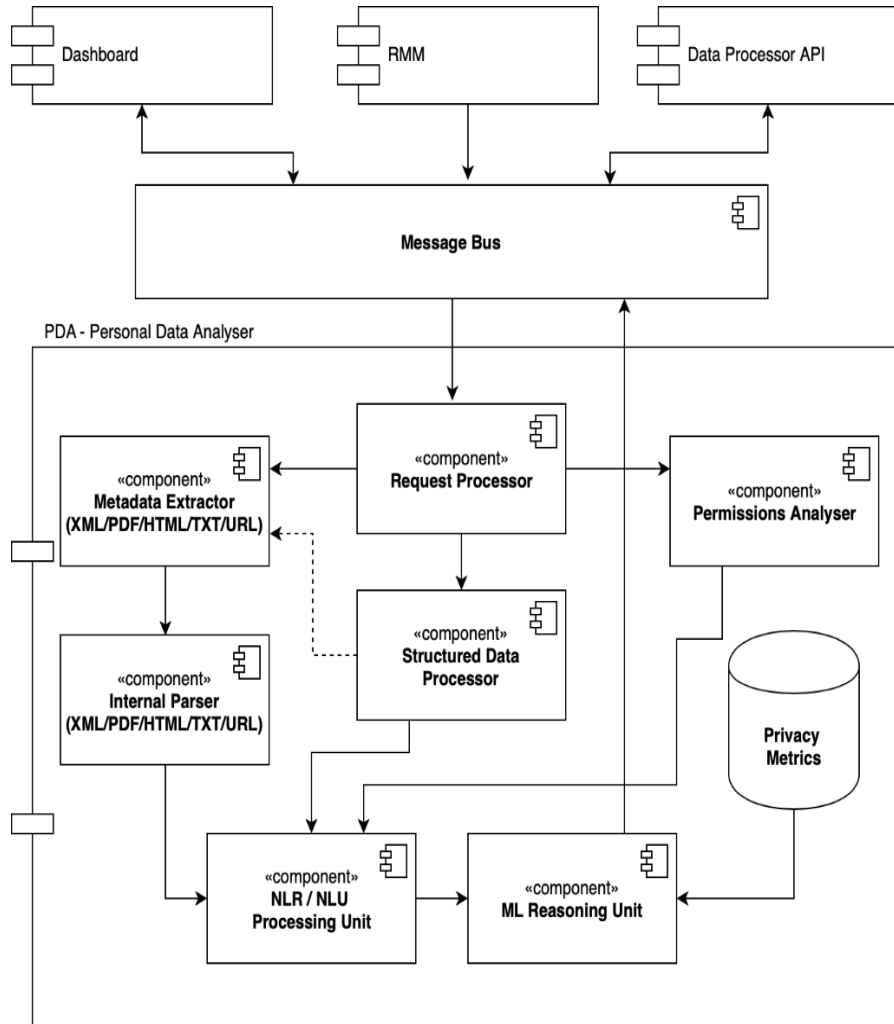 Dashboard
RMM
Data Processor API
Message Bus
PDA - Personal Data Analyser
«component»
Request Processor
«component»
Metadata Extractor
(XML/PDF/HTML/TXT/URL)
«component»
Permissions Analyser
«component»
Structured Data
Processor
«component»
Internal Parser
(XML/PDF/HTML/TXT/URL)
Privacy
Metrics
«component»
NLR / NLU
Processing Unit
«component»
ML Reasoning Unit